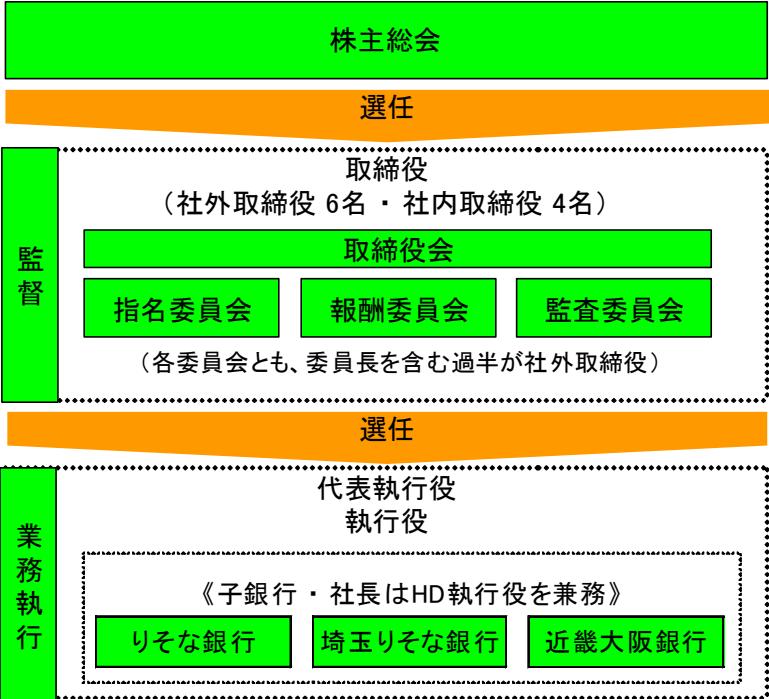 株主総会
選任
監督
取締役
（社外取締役 6名 ・ 社内取締役 4名）
取締役会
指名委員会
報酬委員会
監査委員会
（各委員会とも、委員長を含む過半が社外取締役）
選任
業務執行
代表執行役
執行役
《子銀行 ・ 社長はHD執行役を兼務》
りそな銀行
埼玉りそな銀行
近畿大阪銀行